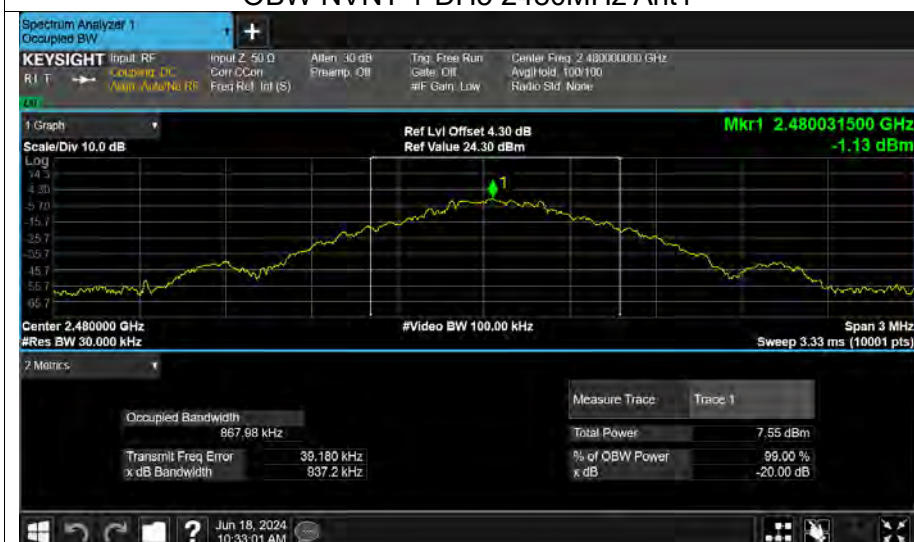 OBW NVNT 1-DH5 2480MHz Ant1
Spectrum Analyzer 1
Occupied BW
KEYSIGHT Input: RF Input Z: 50 Ω Atten: 30 dB Trig: Free Run Center Freq: 2.480000000 GHz
R L T Coupling: DC Corr CCorr Preamp: Off Gate: Off Avg|Hold: 100/100
Align: Auto/No RF Freq Ref: Int (S) #IF Gain: Low Radio Std: None
1 Graph
Scale/Div 10.0 dB
Ref Lvl Offset 4.30 dB
Ref Value 24.30 dBm
Mkr1 2.480031500 GHz
-1.13 dBm
Log
14.3
4.30
-5.70
-15.7
-25.7
-35.7
-45.7
-55.7
-65.7
1
Center 2.480000 GHz #Video BW 100.00 kHz Span 3 MHz
#Res BW 30.000 kHz Sweep 3.33 ms (10001 pts)
2 Metrics
Measure Trace Trace 1
Occupied Bandwidth
867.98 kHz
Total Power 7.55 dBm
Transmit Freq Error 39.180 kHz % of OBW Power 99.00 %
x dB Bandwidth 937.2 kHz x dB -20.00 dB
?
Jun 18, 2024
10:33:01 AM